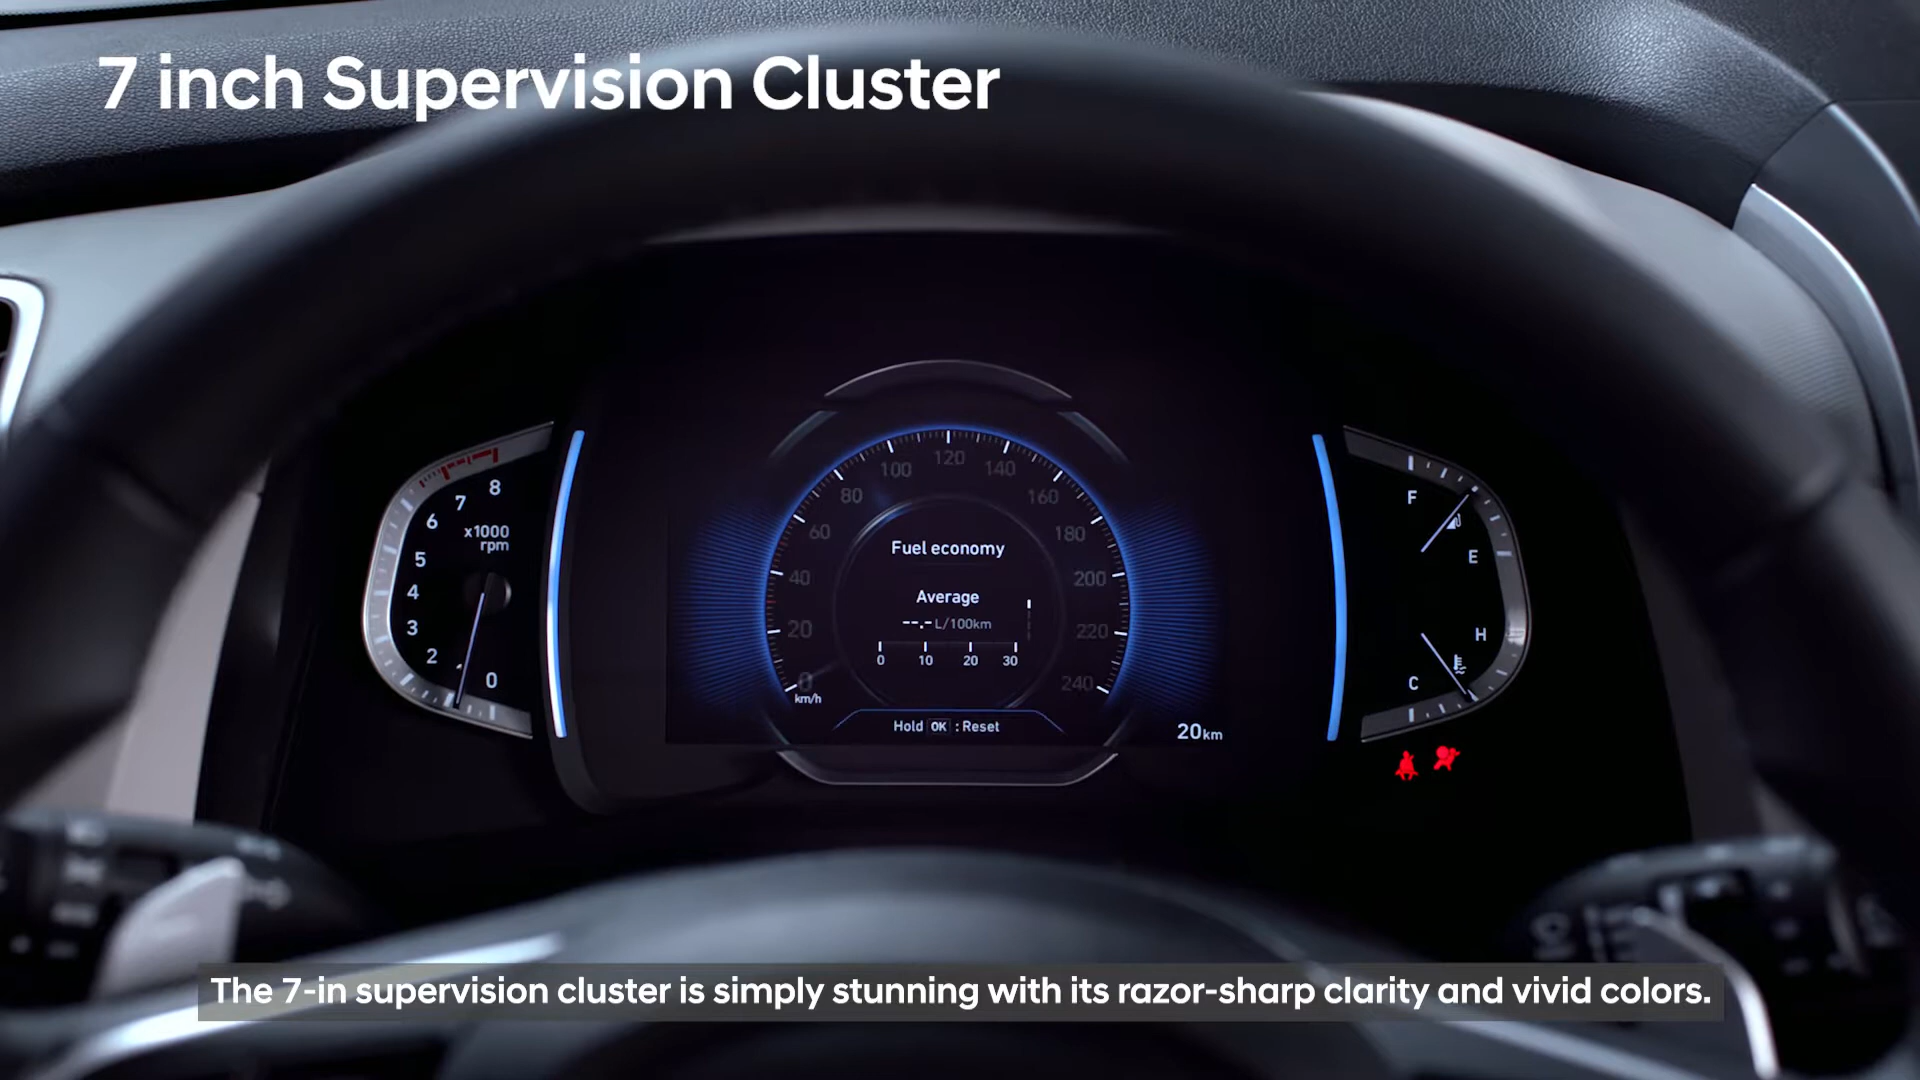 7 inch Supervision Cluster
8
7
6
x1000
rpm
5
4
3
2
0
120
100
140
80
160
60
180
40
200
20
220
0
240
km/h
Fuel economy
Average
--.- L/100km
0 10 20 30
Hold OK : Reset
20km
F
E
H
C
The 7-in supervision cluster is simply stunning with its razor-sharp clarity and vivid colors.